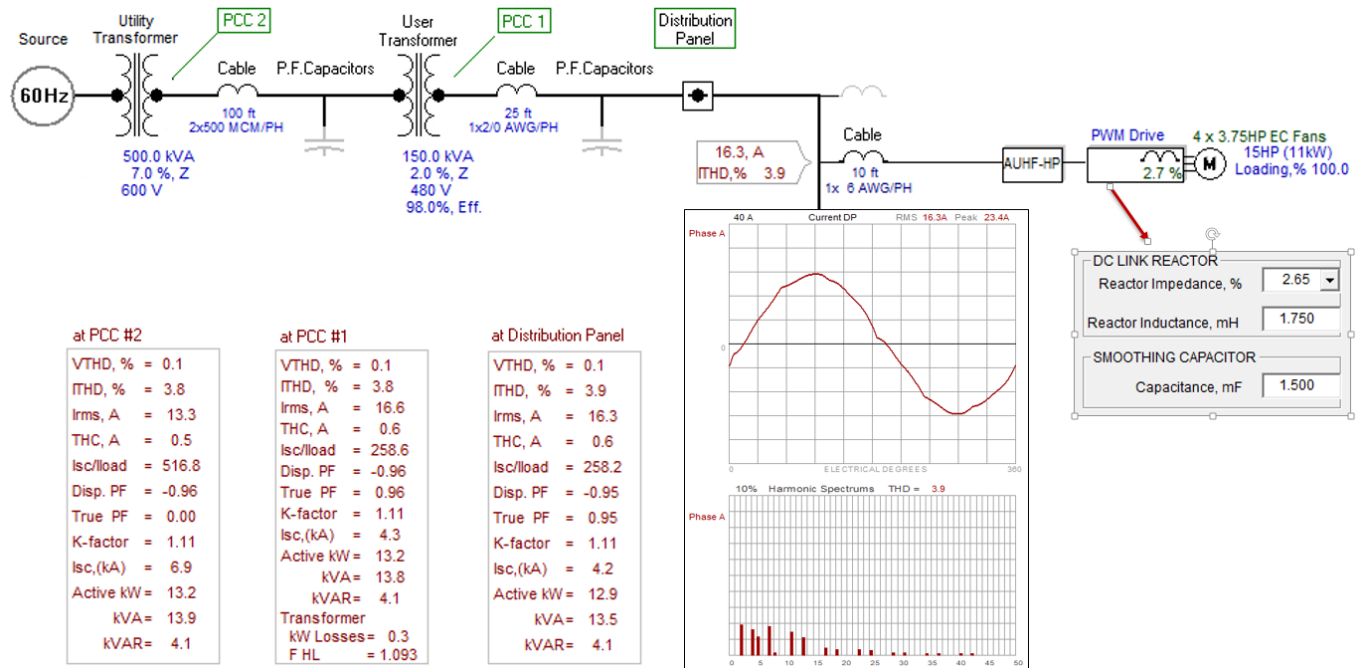 Source
60Hz
Utility
Transformer
500.0 kVA
7.0 %, Z
600 V
PCC 2
Cable
100 ft
2x500 MCM/PH
P.F.Capacitors
User
Transformer
150.0 kVA
2.0 %, Z
480 V
98.0%, Eff.
PCC 1
Cable
25 ft
1x2/0 AWG/PH
P.F.Capacitors
Distribution
Panel
16.3, A
ITHD,% 3.9
Cable
10 ft
1x 6 AWG/PH
AUHF-HP
PWM Drive
2.7 %
M
4 x 3.75HP EC Fans
15HP (11kW)
Loading,% 100.0
DC LINK REACTOR
Reactor Impedance, % 2.65
Reactor Inductance, mH 1.750
SMOOTHING CAPACITOR
Capacitance, mF 1.500
at PCC #2
VTHD, % = 0.1
ITHD, % = 3.8
Irms, A = 13.3
THC, A = 0.5
Isc/Iload = 516.8
Disp. PF = -0.96
True PF = 0.00
K-factor = 1.11
Isc,(kA) = 6.9
Active kW = 13.2
kVA= 13.9
kVAR= 4.1
at PCC #1
VTHD, % = 0.1
ITHD, % = 3.8
Irms, A = 16.6
THC, A = 0.6
Isc/Iload = 258.6
Disp. PF = -0.96
True PF = 0.96
K-factor = 1.11
Isc,(kA) = 4.3
Active kW = 13.2
kVA= 13.8
kVAR= 4.1
Transformer
kW Losses= 0.3
F HL = 1.093
at Distribution Panel
VTHD, % = 0.1
ITHD, % = 3.9
Irms, A = 16.3
THC, A = 0.6
Isc/Iload = 258.2
Disp. PF = -0.95
True PF = 0.95
K-factor = 1.11
Isc,(kA) = 4.2
Active kW = 12.9
kVA= 13.5
kVAR= 4.1
40 A Current DP RMS 16.3A Peak 23.4A
Phase A
0
0 ELECTRICAL DEGREES 360
10% Harmonic Spectrums THD = 3.9
Phase A
0 5 10 15 20 25 30 35 40 45 50